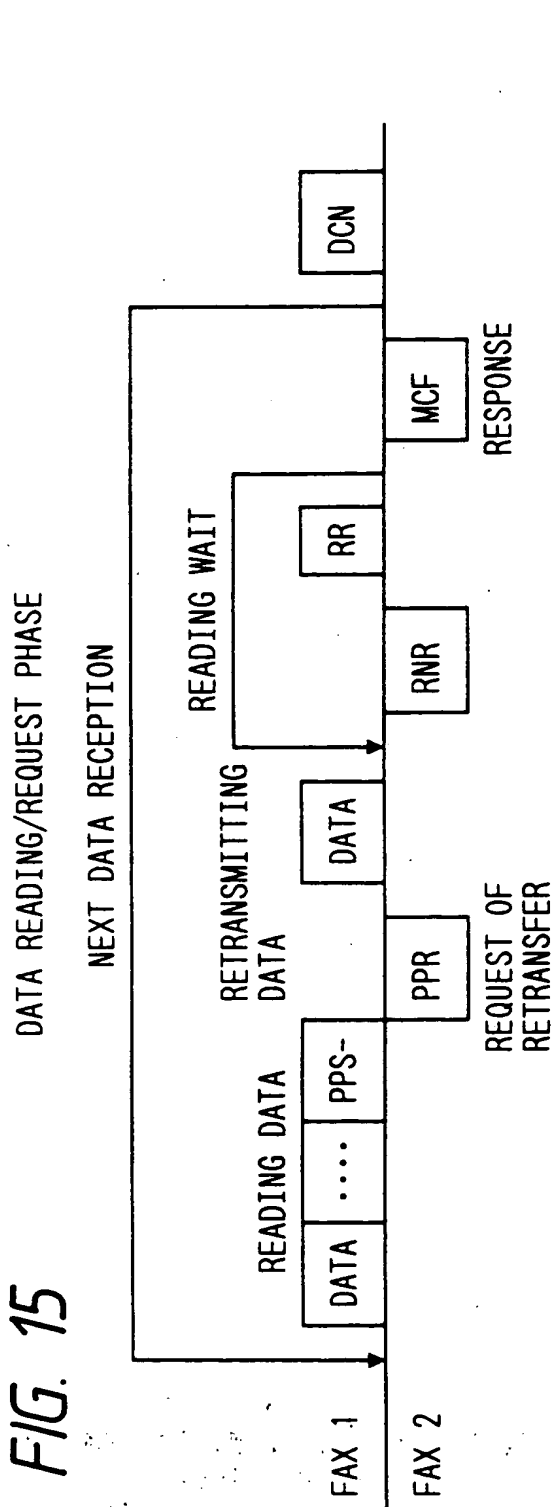 FIG. 15
DATA READING/REQUEST PHASE
NEXT DATA RECEPTION
READING WAIT
RETRANSMITTING
DATA
READING DATA
FAX 1
DATA
....
PPS-
DATA
RR
DCN
FAX 2
PPR
RNR
MCF
REQUEST OF
RETRANSFER
RESPONSE